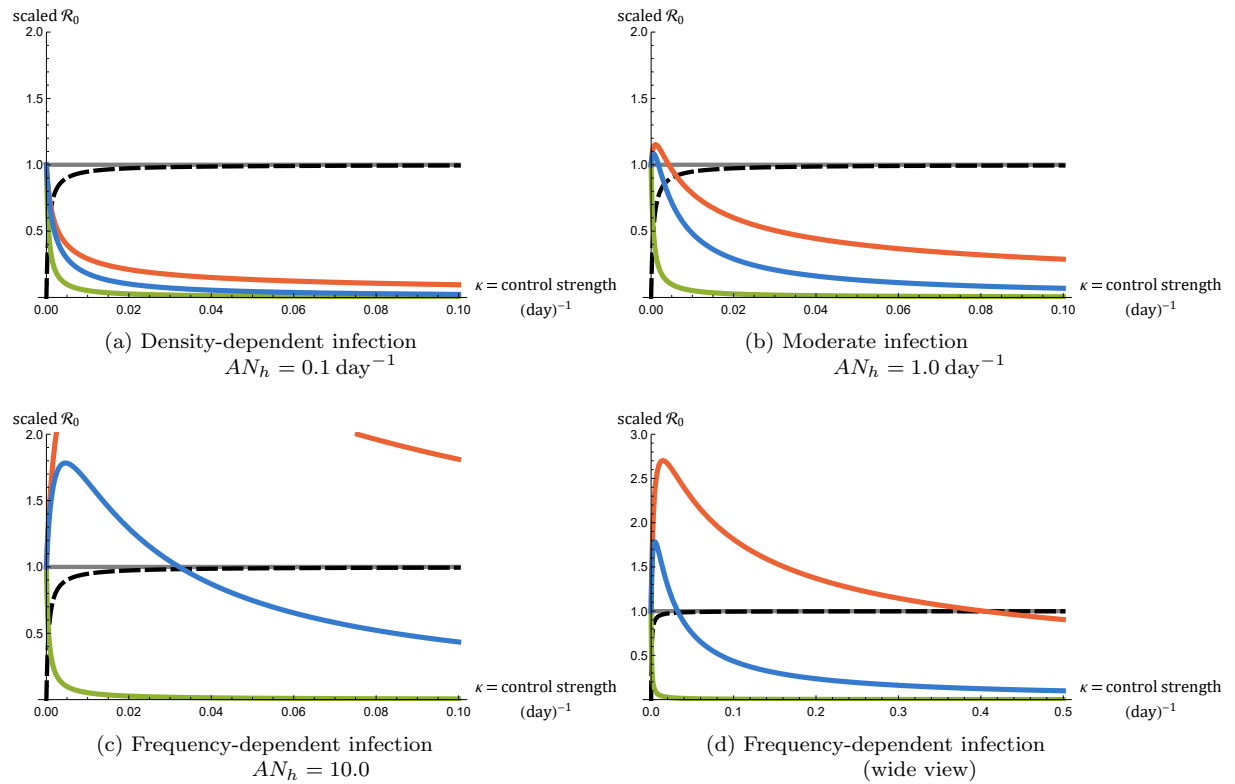 scaled R₀
2.0
1.5
1.0
0.5
0.00 0.02 0.04 0.06 0.08 0.10
κ = control strength
(day)⁻¹
(a) Density-dependent infection
AN_h = 0.1 day⁻¹
scaled R₀
2.0
1.5
1.0
0.5
0.00 0.02 0.04 0.06 0.08 0.10
κ = control strength
(day)⁻¹
(b) Moderate infection
AN_h = 1.0 day⁻¹
scaled R₀
2.0
1.5
1.0
0.5
0.00 0.02 0.04 0.06 0.08 0.10
κ = control strength
(day)⁻¹
(c) Frequency-dependent infection
AN_h = 10.0
scaled R₀
3.0
2.5
2.0
1.5
1.0
0.5
0.0 0.1 0.2 0.3 0.4 0.5
κ = control strength
(day)⁻¹
(d) Frequency-dependent infection
(wide view)